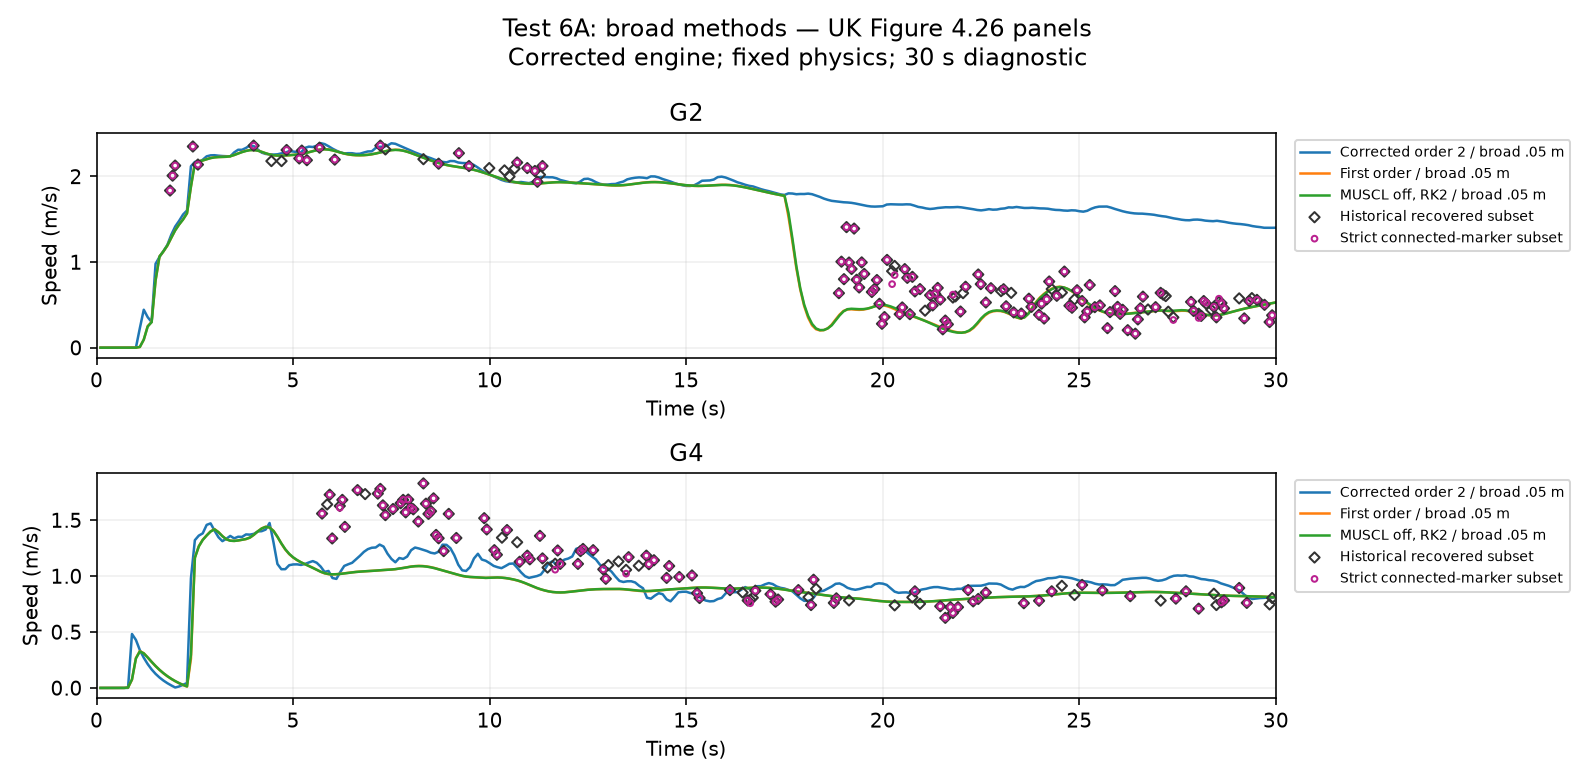 Test 6A: broad methods — UK Figure 4.26 panels
Corrected engine; fixed physics; 30 s diagnostic
G2
Speed (m/s)
2
1
0
0 5 10 15 20 25 30
Time (s)
Corrected order 2 / broad .05 m
First order / broad .05 m
MUSCL off, RK2 / broad .05 m
Historical recovered subset
Strict connected-marker subset
G4
Speed (m/s)
1.5
1.0
0.5
0.0
0 5 10 15 20 25 30
Time (s)
Corrected order 2 / broad .05 m
First order / broad .05 m
MUSCL off, RK2 / broad .05 m
Historical recovered subset
Strict connected-marker subset